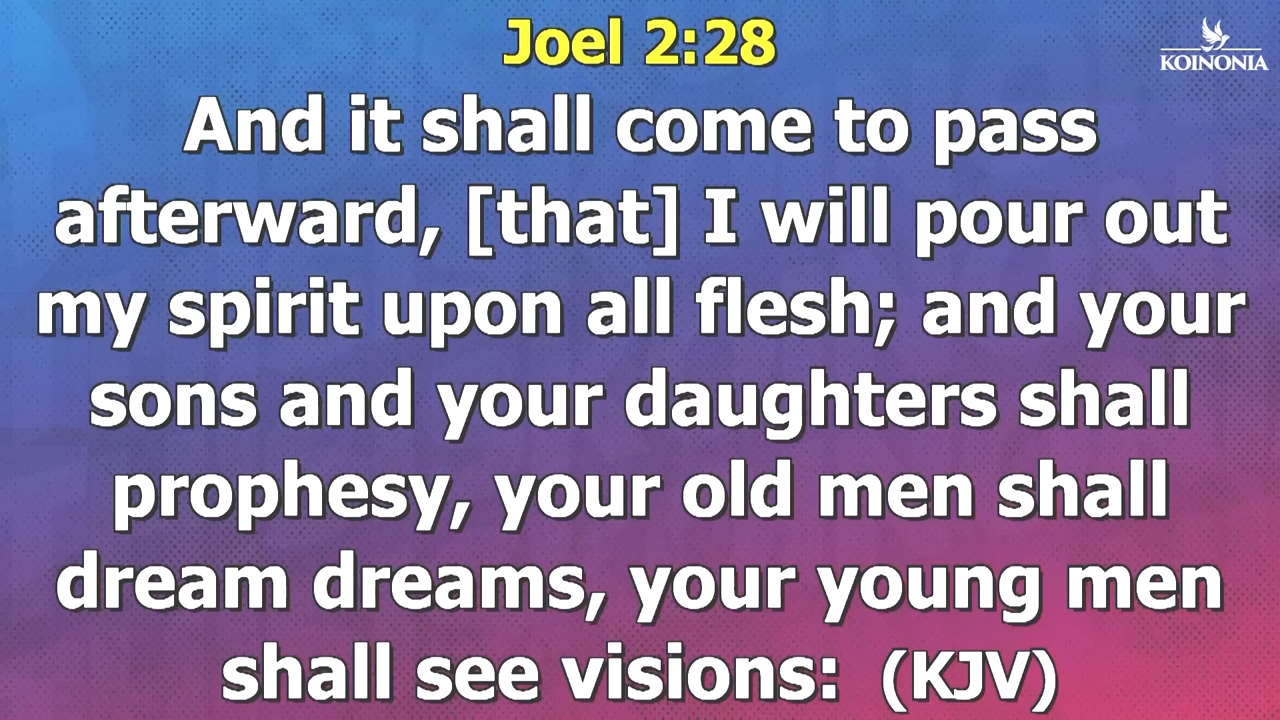 Joel 2:28
KOINONIA
And it shall come to pass
afterward, [that] I will pour out
my spirit upon all flesh; and your
sons and your daughters shall
prophesy, your old men shall
dream dreams, your young men
shall see visions: (KJV)